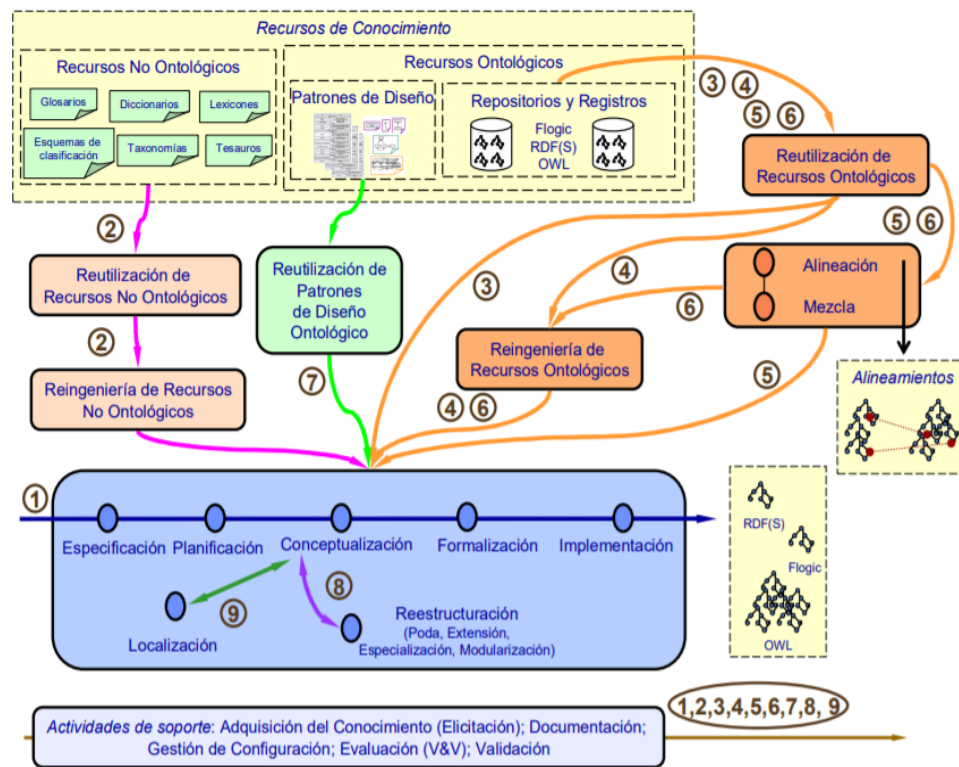 Recursos de Conocimiento
Recursos No Ontológicos
Glosarios
Diccionarios
Lexicones
Esquemas de
clasificación
Taxonomías
Tesauros
Recursos Ontológicos
Patrones de Diseño
Repositorios y Registros
Flogic
RDF(S)
OWL
3 4
5 6
Reutilización de
Recursos Ontológicos
2
5 6
Reutilización de
Recursos No Ontológicos
Reutilización de
Patrones
de Diseño
Ontológico
3
4
Alineación
Mezcla
6
2
Reingeniería de
Recursos Ontológicos
Reingeniería de Recursos
No Ontológicos
7
5
4 6
Alineamientos
1
Especificación
Planificación
Conceptualización
Formalización
Implementación
RDF(S)
Flogic
OWL
9
8
Localización
Reestructuración
(Poda, Extensión,
Especialización, Modularización)
1,2,3,4,5,6,7,8, 9
Actividades de soporte: Adquisición del Conocimiento (Elicitación); Documentación;
Gestión de Configuración; Evaluación (V&V); Validación